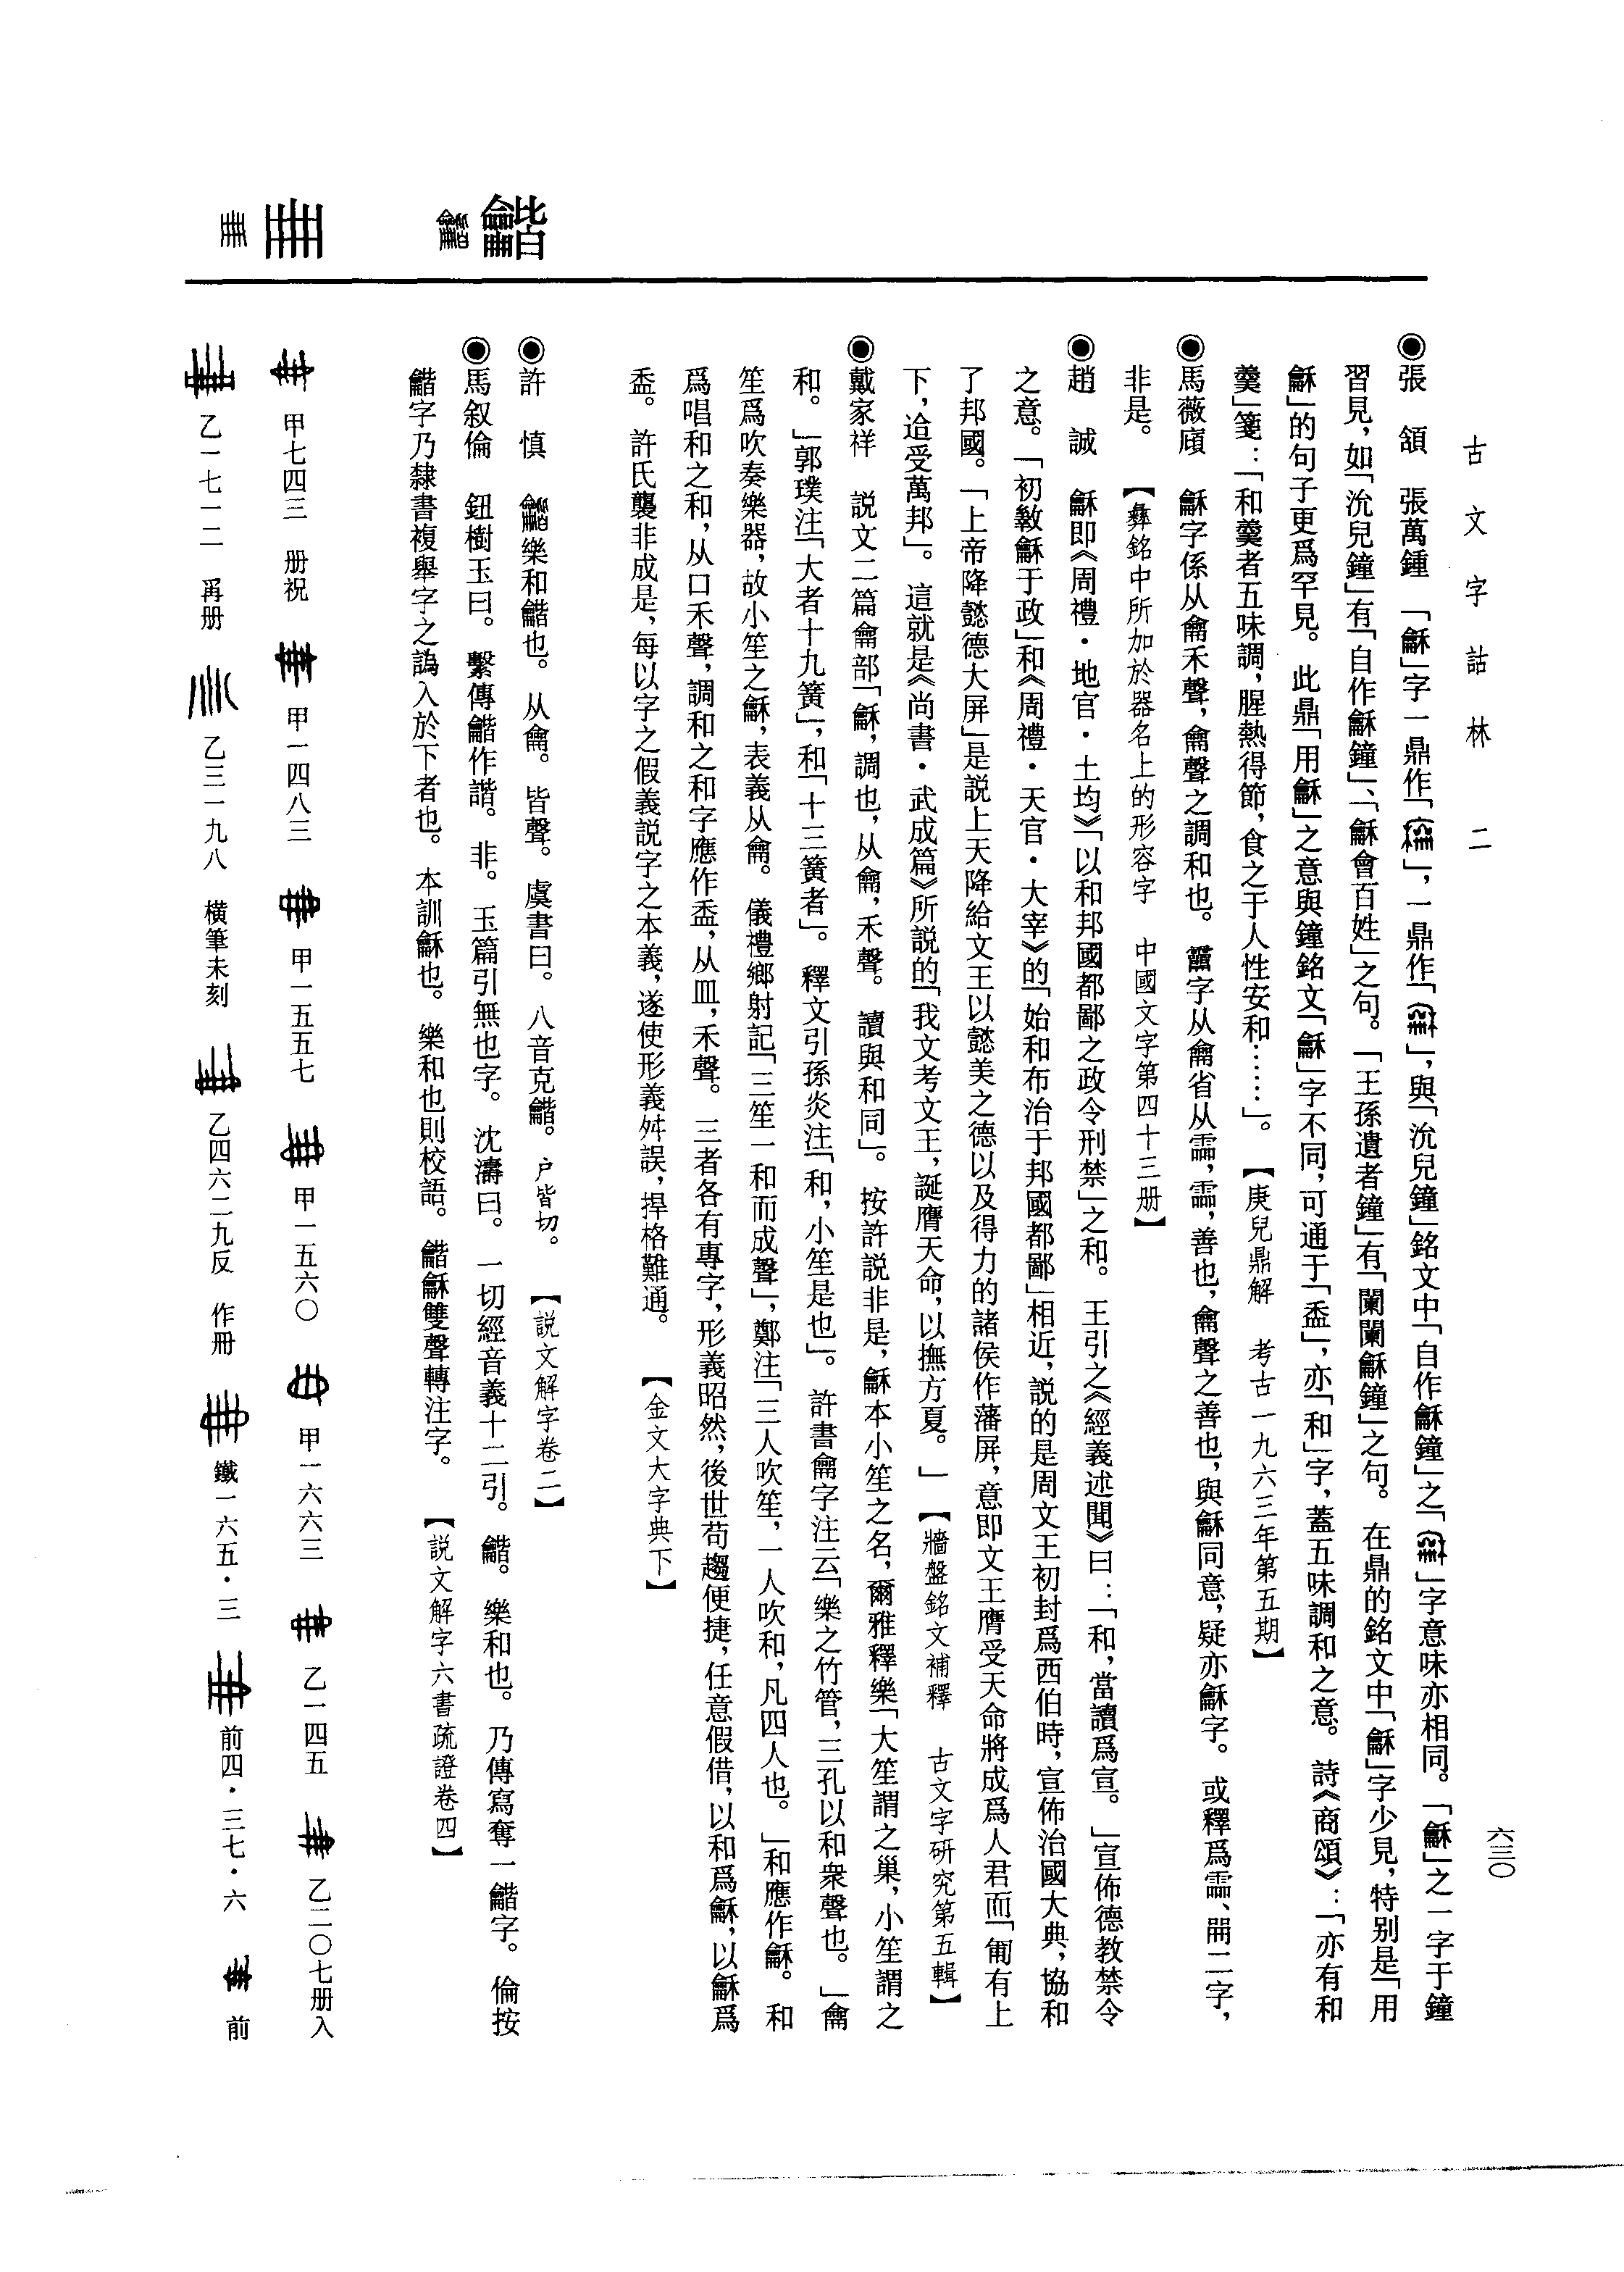 古文字詁林 二
六三〇
◉張 頷 張萬鍾 「龢」字一鼎作「」,一鼎作「」,與「沇兒鐘」銘文中「自作龢鐘」之「」字意味亦相同。「龢」之一字于鐘
習見,如「沇兒鐘」有「自作龢鐘」、「龢會百姓」之句。「王孫遺者鐘」有「闌闌龢鐘」之句。在鼎的銘文中「龢」字少見,特别是「用
龢」的句子更爲罕見。此鼎「用龢」之意與鐘銘文「龢」字不同,可通于「盉」,亦「和」字,蓋五味調和之意。詩《商頌》:「亦有和
羹」箋:「和羹者五味調,腥熱得節,食之于人性安和……」。【庚兒鼎解 考古一九六三年第五期】
◉馬薇廎 龢字係从龠禾聲,龠聲之調和也。字从龠省从霝,霝,善也,龠聲之善也,與龢同意,疑亦龢字。或釋爲霝、龠二字,
非是。【彝銘中所加於器名上的形容字 中國文字第四十三册】
◉趙 誠 龢即《周禮·地官·土均》「以和邦國都鄙之政令刑禁」之和。王引之《經義述聞》曰:「和,當讀爲宣。」宣佈德教禁令
之意。「初龢于政」和《周禮·天官·大宰》的「始和布治于邦國都鄙」相近,説的是周文王初封爲西伯時,宣佈治國大典,協和
了邦國。「上帝降懿德大屏」是説上天降給文王以懿美之德以及得力的諸侯作藩屏,意即文王膺受天命將成爲人君而「匍有上
下,迨受萬邦」。這就是《尚書·武成篇》所説的「我文考文王,誕膺天命,以撫方夏。」【牆盤銘文補釋 古文字研究第五輯】
◉戴家祥 説文二篇龠部「龢,調也,从龠,禾聲。讀與和同」。按許説非是,龢本小笙之名,爾雅釋樂「大笙謂之巢,小笙謂之
和。」郭璞注「大者十九簧」,和「十三簧者」。釋文引孫炎注「和,小笙是也」。許書龠字注云「樂之竹管,三孔以和衆聲也。」龠
笙爲吹奏樂器,故小笙之龢,表義从龠。儀禮鄉射記「三笙一和而成聲」,鄭注「三人吹笙,一人吹和,凡四人也。」和應作龢。和
爲唱和之和,从口禾聲,調和之和字應作盉,从皿,禾聲。三者各有專字,形義昭然,後世苟趨便捷,任意假借,以和爲龢,以龢爲
盉。許氏襲非成是,每以字之假義説字之本義,遂使形義舛誤,捍格難通。【金文大字典下】
龤
◉許 慎 龤樂和龤也。从龠。皆聲。虞書曰。八音克龤。户皆切。【説文解字卷二】
◉馬叙倫 鈕樹玉曰。繫傳龤作諧。非。玉篇引無也字。沈濤曰。一切經音義十二引。龤。樂和也。乃傳寫奪一龤字。倫按
龤字乃隸書複舉字之譌入於下者也。本訓龢也。樂和也則校語。龤龢雙聲轉注字。【説文解字六書疏證卷四】
冊
甲七四三 册祝 甲一四八三 甲一五五七 甲一五六〇 甲一六六三 乙一四五 乙二〇七册入
乙一七一二 再册 乙三一九八 横筆未刻 乙四六二九反 作冊 鐵一六五·三 前四·三七·六 前